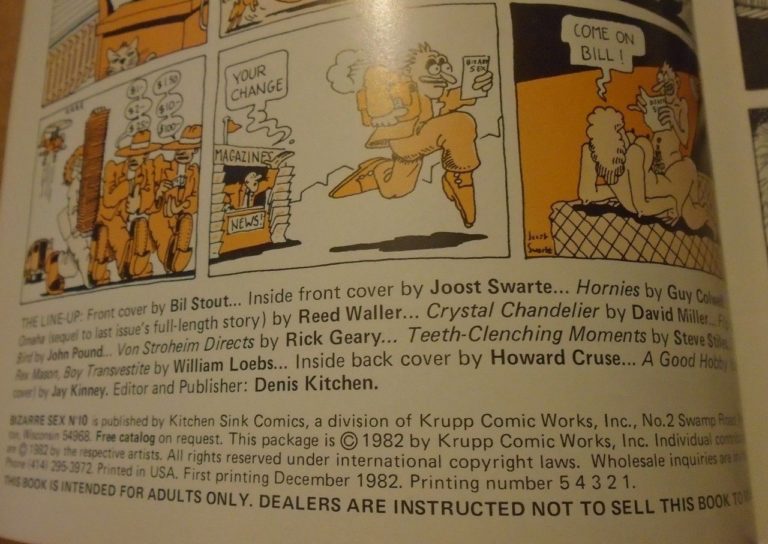 $1-
$1.50
$2-
$10-
$50-
$100-
YOUR CHANGE
MAGAZINES
NEWS!
BIZARRE SEX
COME ON BILL!
Joost Swarte
THE LINE-UP: Front cover by Bil Stout... Inside front cover by Joost Swarte... Hornies by Guy
Omaha (sequel to last issue's full-length story) by Reed Waller... Crystal Chandelier by David Miller...
Bind by John Pound... Von Stroheim Directs by Rick Geary... Teeth-Clenching Moments by Steve
Rex Mason, Boy Transvestite by William Loebs... Inside back cover by Howard Cruse... A Good Hobby
cover) by Jay Kinney. Editor and Publisher: Denis Kitchen.
BIZARRE SEX Nº10 is published by Kitchen Sink Comics, a division of Krupp Comic Works, Inc., No.2 Swamp Road,
Wisconsin 54968. Free catalog on request. This package is © 1982 by Krupp Comic Works, Inc. Individual
are © 1982 by the respective artists. All rights reserved under international copyright laws. Wholesale inquiries are
Phone (414) 295-3972. Printed in USA. First printing December 1982. Printing number 5 4 3 2 1.
THIS BOOK IS INTENDED FOR ADULTS ONLY. DEALERS ARE INSTRUCTED NOT TO SELL THIS BOOK TO